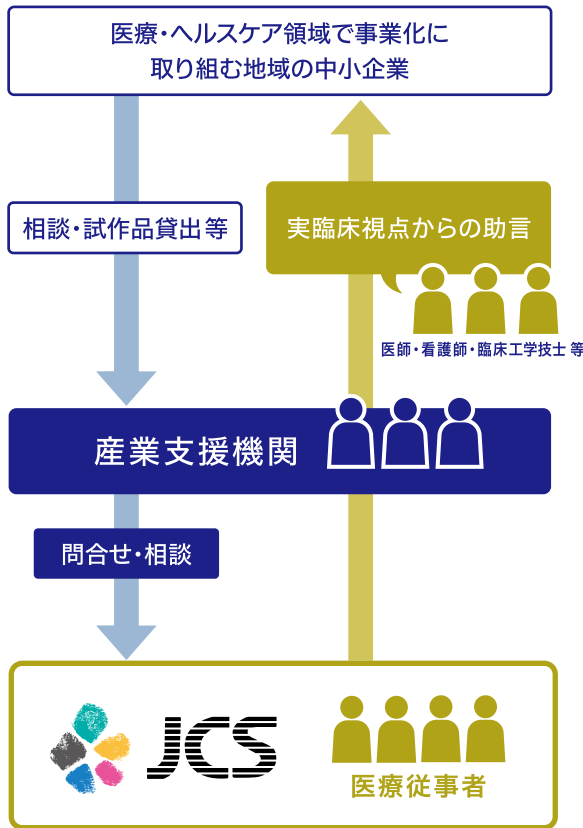 医療・ヘルスケア領域で事業化に
取り組む地域の中小企業
相談・試作品貸出等
実臨床視点からの助言
医師・看護師・臨床工学技士 等
産業支援機関
問合せ・相談
JCS
医療従事者